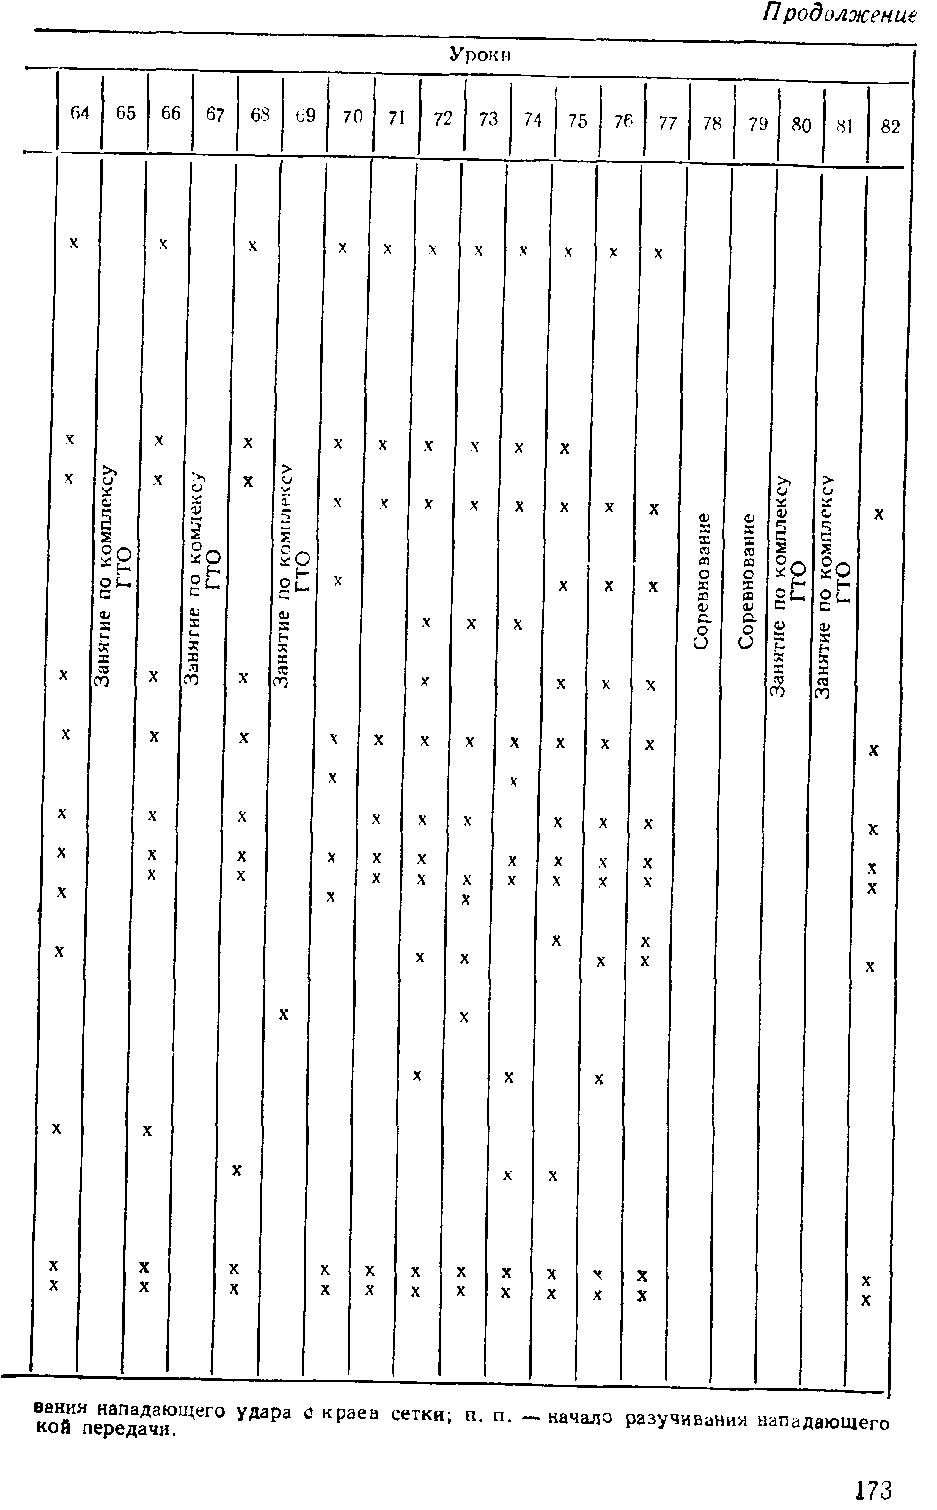 Продолжение
Уроки
64 65 66 67 68 69 70 71 72 73 74 75 76 77 78 79 80 81 82
х х х х х х х х х х х
х х х х х х х х х
х х х
х х х х х х х х х
х х х х
х х х
х х х х х х х
х х х х х х х х х х х х
х х
х х х х х х х х х х
х х х х х х х х х х х
х х х х х х х х х х х
х х х
х х
х х х х х х
х х
х х х
х х
х х х
х х х х х х х х х х х х
х х х х х х х х х х х х
Занятие по комплексу
ГТО
Занятие по комлексу
ГТО
Занятие по комплексу
ГТО
Соревнование
Соревнование
Занятие по комплексу
ГТО
Занятие по комплексу
ГТО
вания нападающего удара с краев сетки; п. п. — начало разучивания нападающего
кой передачи.
173